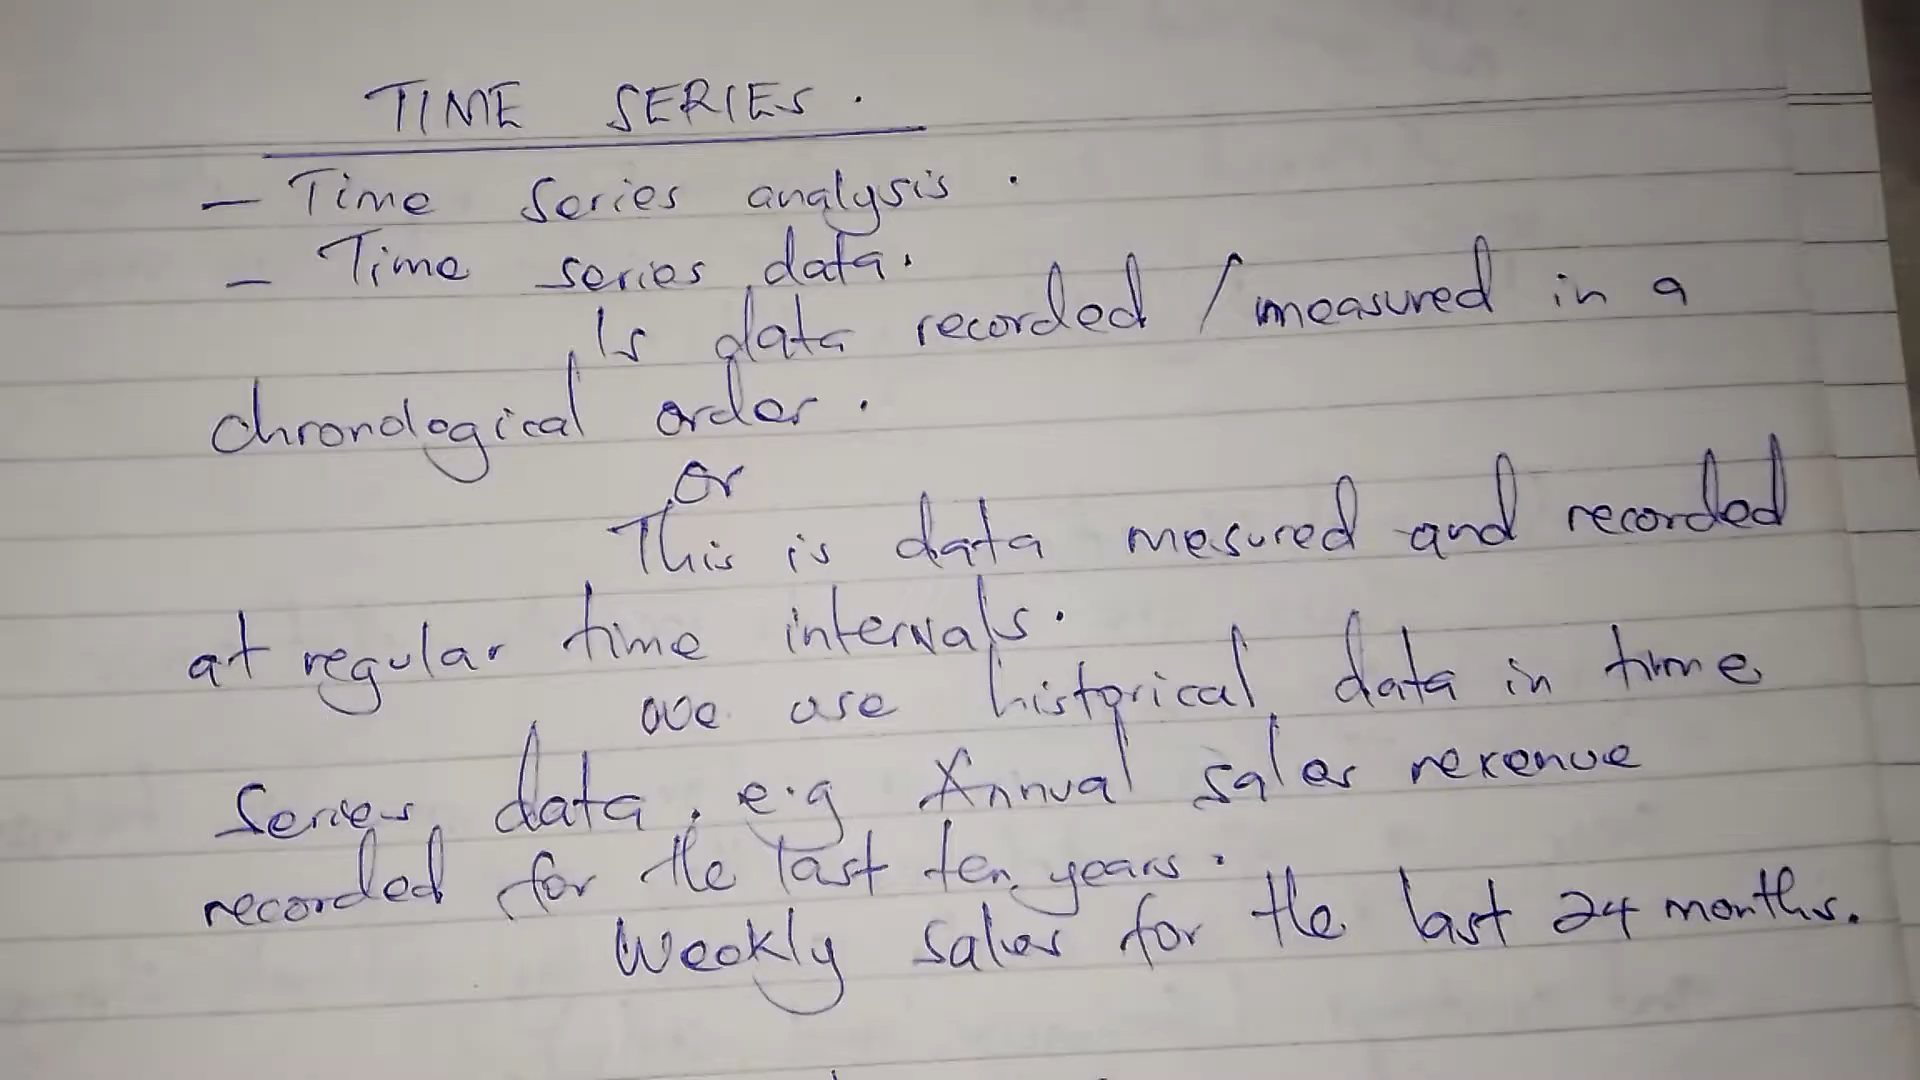 TIME SERIES.
- Time Series analysis.
- Time series data.
Is data recorded / measured in a
chronological order.
or
This is data mesured and recorded
at regular time intervals.
we use historical data in time
Series data. e.g Annual sales revenue
recorded for the last ten years.
Weekly sales for the last 24 months.